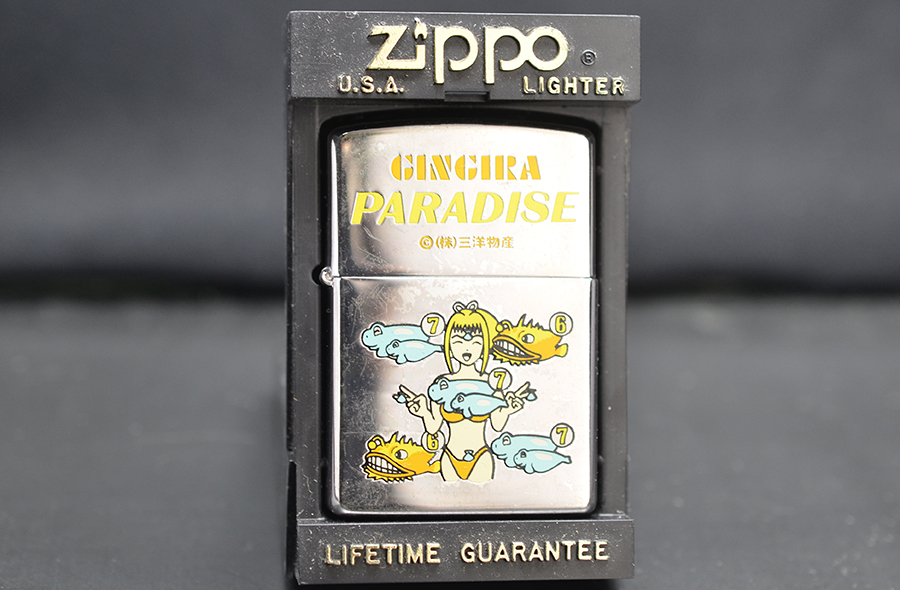 Zippo®
U.S.A. LIGHTER
GINGIRA
PARADISE
©(株)三洋物産
7 6
7
6 7
LIFETIME GUARANTEE